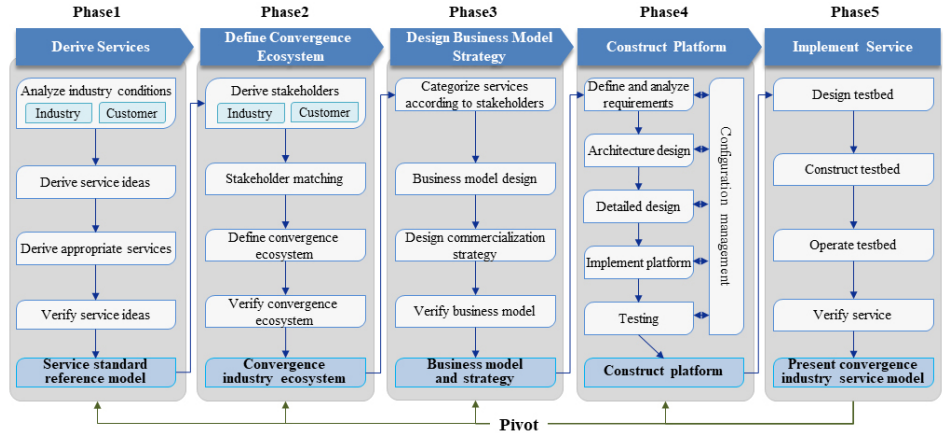 Phase1
Derive Services
Analyze industry conditions
Industry
Customer
Derive service ideas
Derive appropriate services
Verify service ideas
Service standard
reference model
Phase2
Define Convergence
Ecosystem
Derive stakeholders
Industry
Customer
Stakeholder matching
Define convergence
ecosystem
Verify convergence
ecosystem
Convergence
industry ecosystem
Phase3
Design Business Model
Strategy
Categorize services
according to stakeholders
Business model design
Design commercialization
strategy
Verify business model
Business model
and strategy
Phase4
Construct Platform
Define and analyze
requirements
Architecture design
Detailed design
Implement platform
Testing
Configuration management
Construct platform
Phase5
Implement Service
Design testbed
Construct testbed
Operate testbed
Verify service
Present convergence
industry service model
Pivot